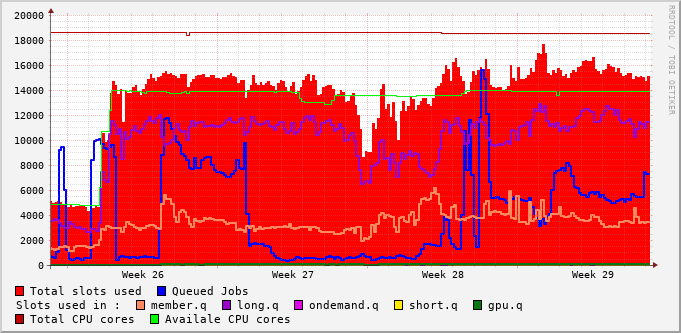 20000
18000
16000
14000
12000
10000
8000
6000
4000
2000
0
Week 26 Week 27 Week 28 Week 29
RRDTOOL / TOBI OETIKER
Total slots used Queued Jobs
Slots used in : member.q long.q ondemand.q short.q gpu.q
Total CPU cores Availale CPU cores